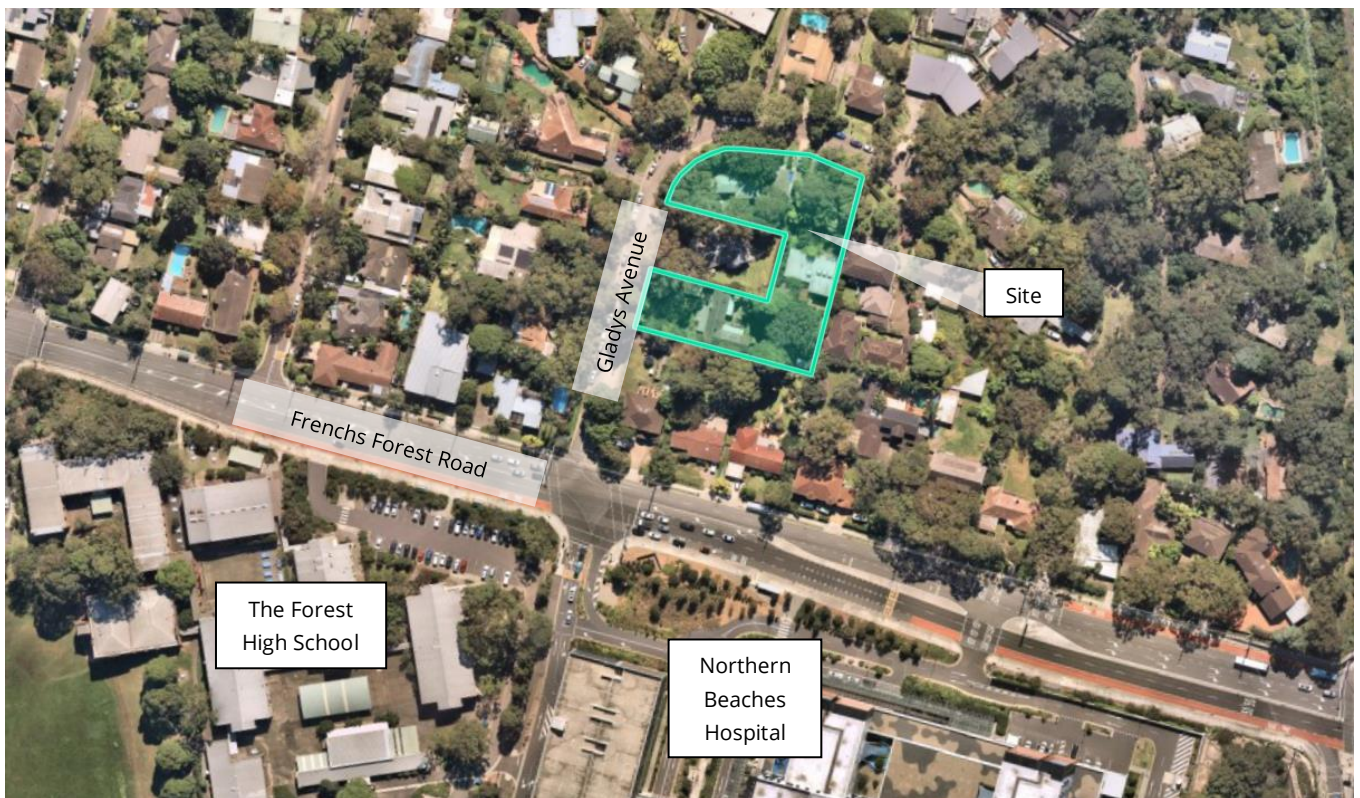 Gladys Avenue
Site
Frenchs Forest Road
The Forest
High School
Northern
Beaches
Hospital